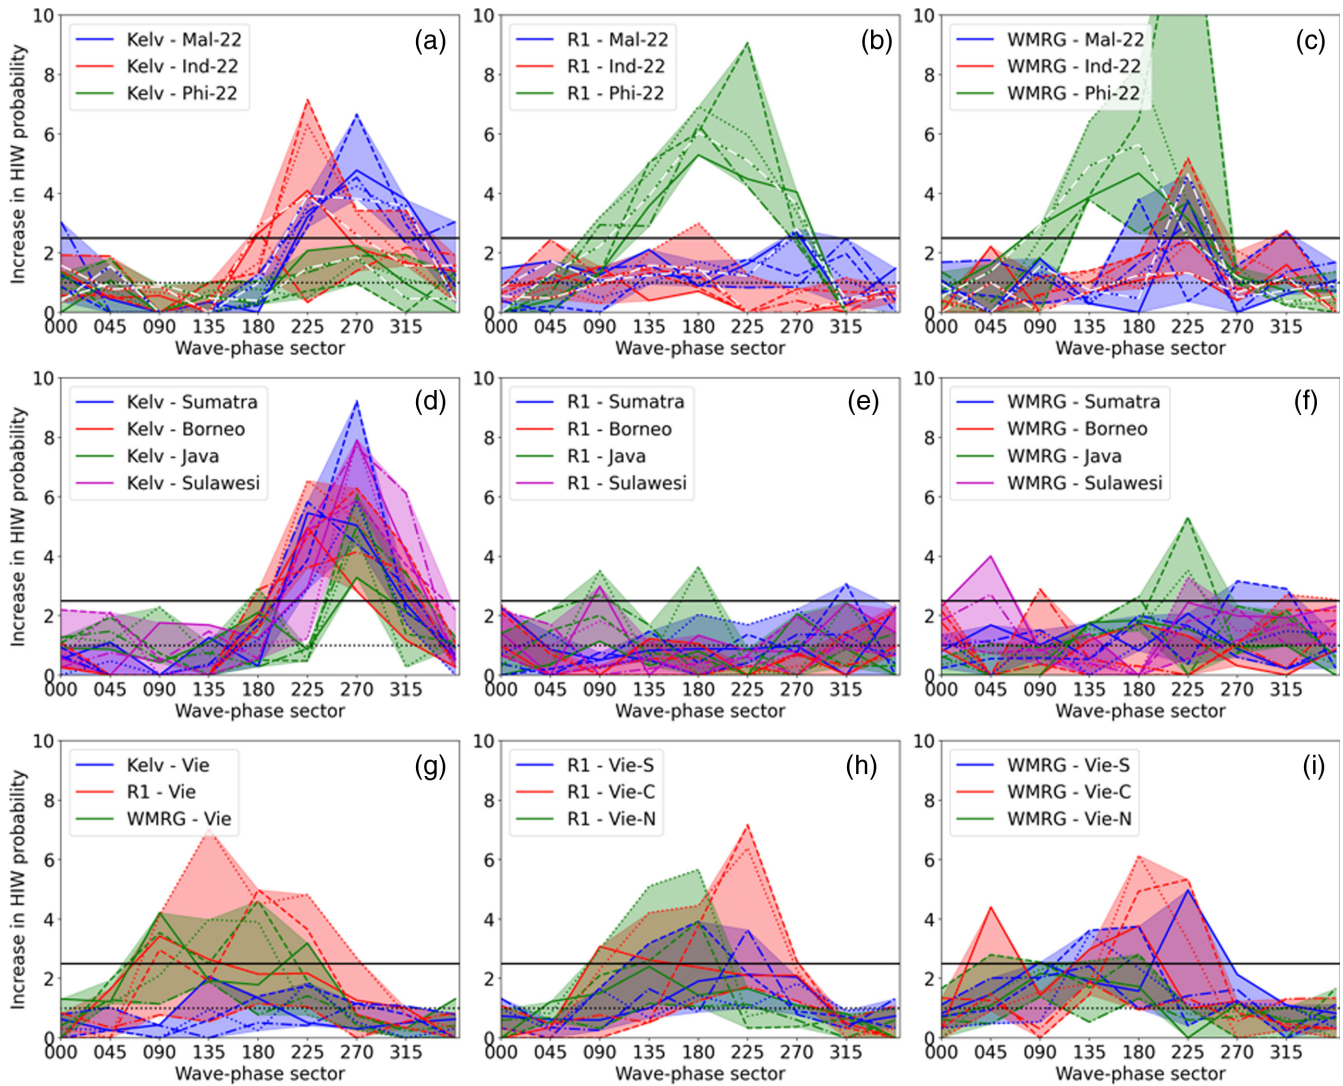 10
8
6
4
2
0
Increase in HIW probability
Kelv - Mal-22
Kelv - Ind-22
Kelv - Phi-22
(a)
000 045 090 135 180 225 270 315
Wave-phase sector
10
8
6
4
2
0
R1 - Mal-22
R1 - Ind-22
R1 - Phi-22
(b)
000 045 090 135 180 225 270 315
Wave-phase sector
10
8
6
4
2
0
WMRG - Mal-22
WMRG - Ind-22
WMRG - Phi-22
(c)
000 045 090 135 180 225 270 315
Wave-phase sector
10
8
6
4
2
0
Increase in HIW probability
Kelv - Sumatra
Kelv - Borneo
Kelv - Java
Kelv - Sulawesi
(d)
000 045 090 135 180 225 270 315
Wave-phase sector
10
8
6
4
2
0
R1 - Sumatra
R1 - Borneo
R1 - Java
R1 - Sulawesi
(e)
000 045 090 135 180 225 270 315
Wave-phase sector
10
8
6
4
2
0
WMRG - Sumatra
WMRG - Borneo
WMRG - Java
WMRG - Sulawesi
(f)
000 045 090 135 180 225 270 315
Wave-phase sector
10
8
6
4
2
0
Increase in HIW probability
Kelv - Vie
R1 - Vie
WMRG - Vie
(g)
000 045 090 135 180 225 270 315
Wave-phase sector
10
8
6
4
2
0
R1 - Vie-S
R1 - Vie-C
R1 - Vie-N
(h)
000 045 090 135 180 225 270 315
Wave-phase sector
10
8
6
4
2
0
WMRG - Vie-S
WMRG - Vie-C
WMRG - Vie-N
(i)
000 045 090 135 180 225 270 315
Wave-phase sector